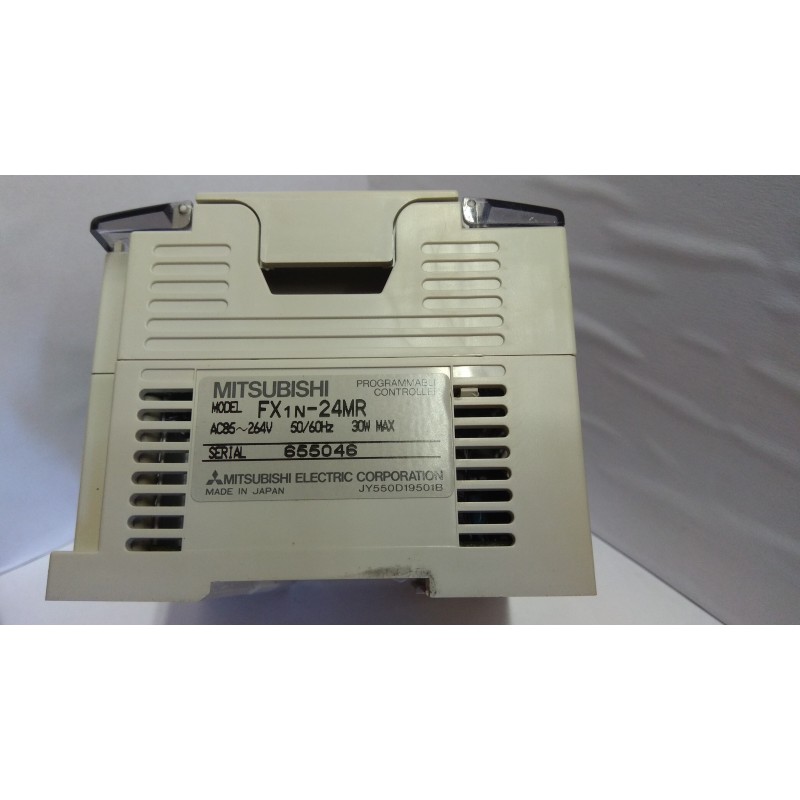 MITSUBISHI PROGRAMMABLE CONTROLLER
MODEL FX1N-24MR
AC85~264V 50/60Hz 30W MAX
SERIAL 655046
MITSUBISHI ELECTRIC CORPORATION
MADE IN JAPAN JY550D19501B